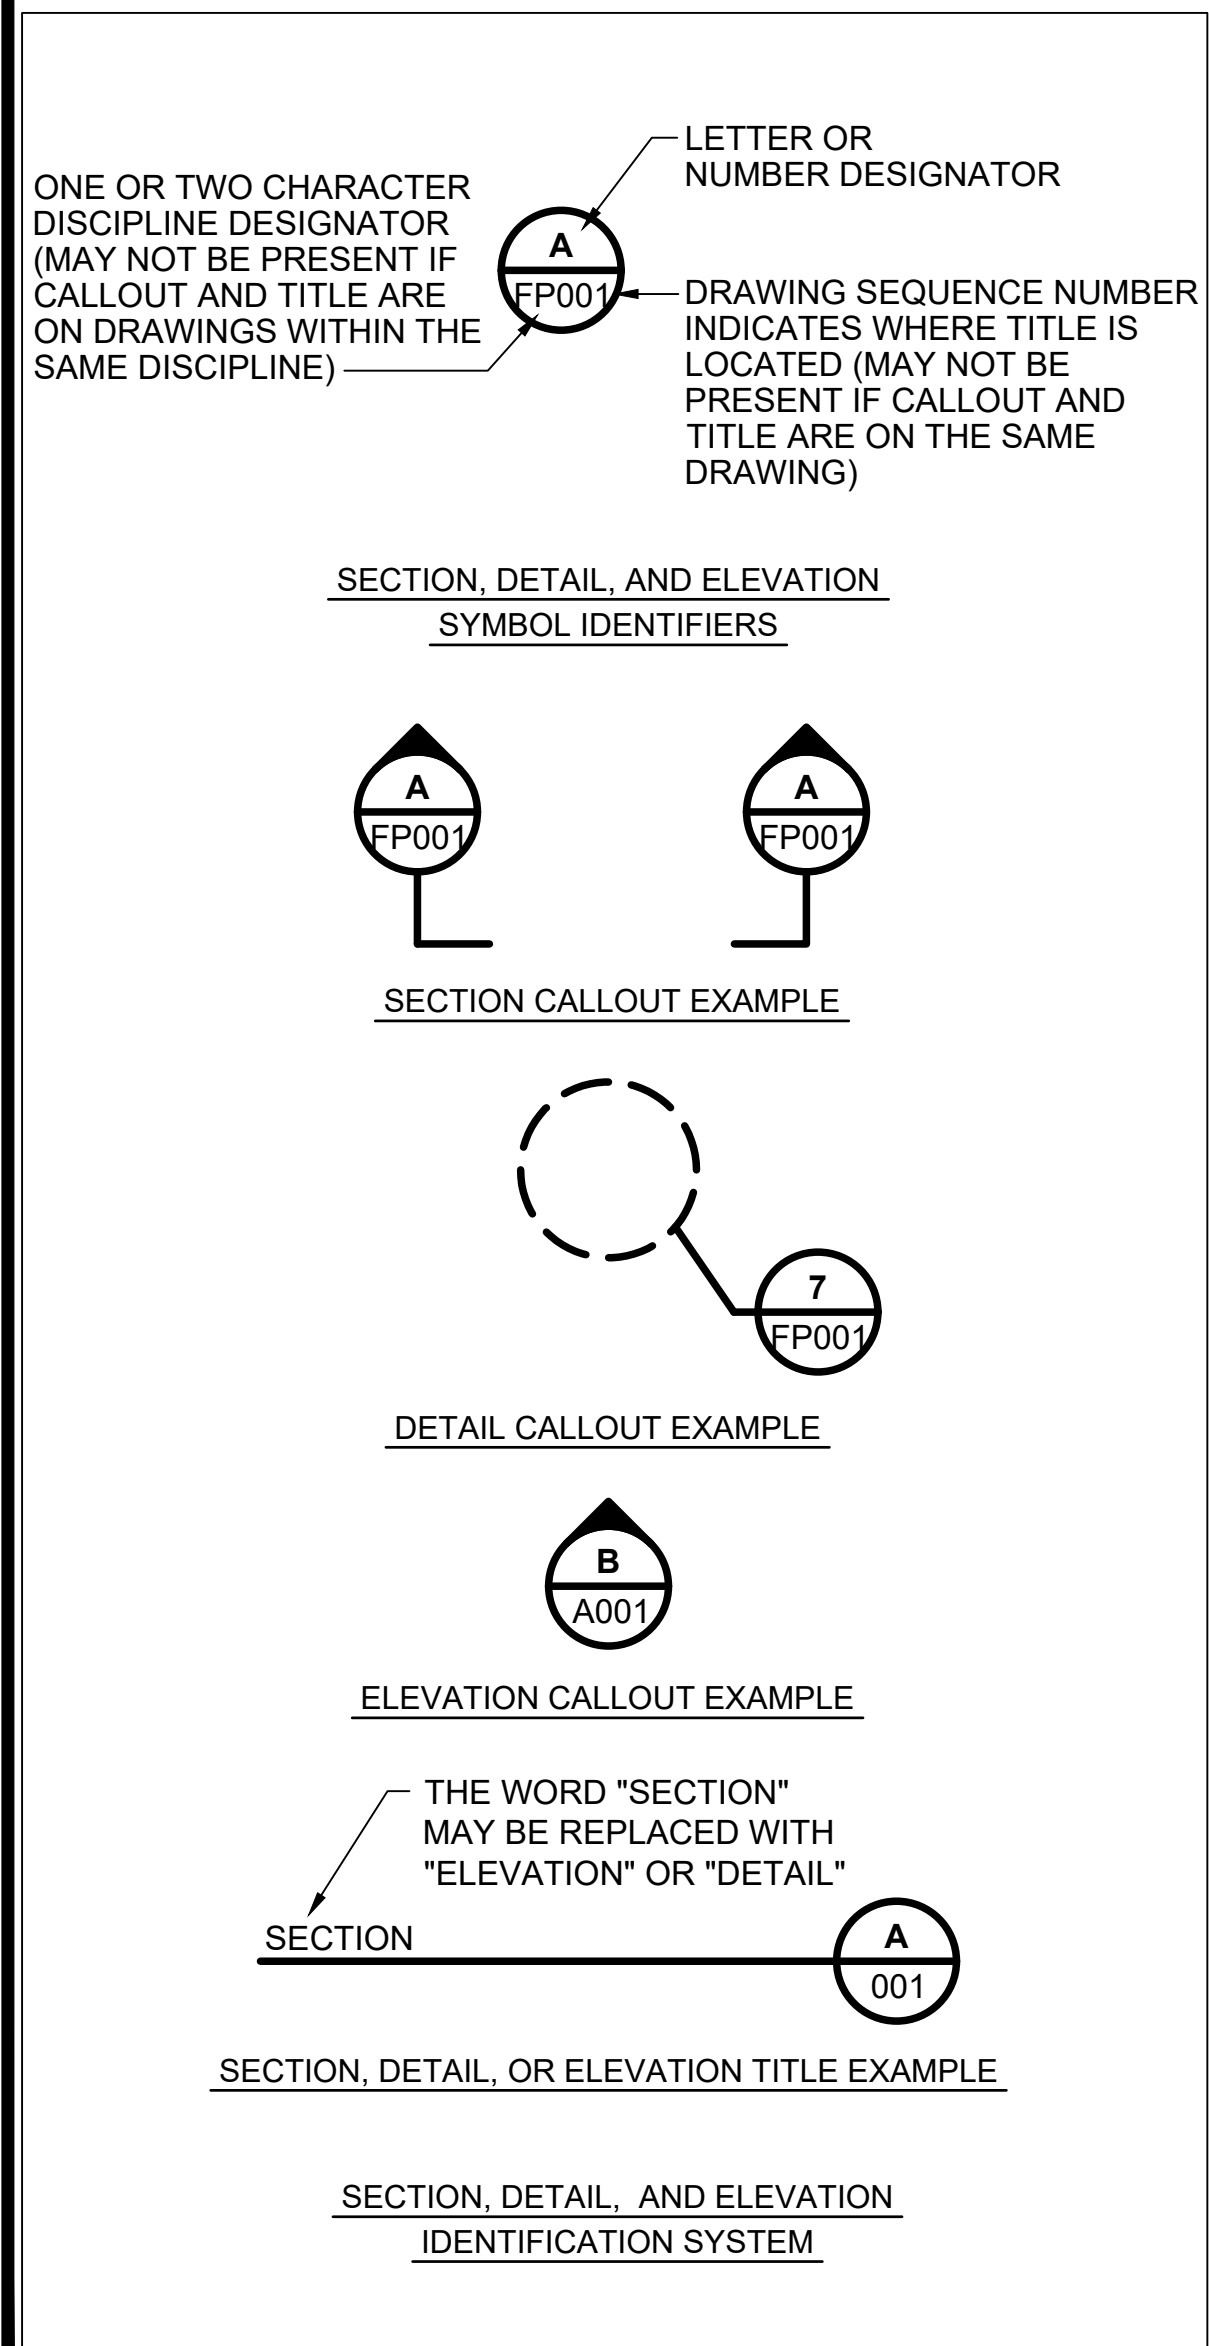 LETTER OR
NUMBER DESIGNATOR
ONE OR TWO CHARACTER
DISCIPLINE DESIGNATOR
(MAY NOT BE PRESENT IF
CALLOUT AND TITLE ARE
ON DRAWINGS WITHIN THE
SAME DISCIPLINE)
A
FP001
DRAWING SEQUENCE NUMBER
INDICATES WHERE TITLE IS
LOCATED (MAY NOT BE
PRESENT IF CALLOUT AND
TITLE ARE ON THE SAME
DRAWING)
SECTION, DETAIL, AND ELEVATION
SYMBOL IDENTIFIERS
A
FP001
A
FP001
SECTION CALLOUT EXAMPLE
7
FP001
DETAIL CALLOUT EXAMPLE
B
A001
ELEVATION CALLOUT EXAMPLE
THE WORD "SECTION"
MAY BE REPLACED WITH
"ELEVATION" OR "DETAIL"
SECTION
A
001
SECTION, DETAIL, OR ELEVATION TITLE EXAMPLE
SECTION, DETAIL, AND ELEVATION
IDENTIFICATION SYSTEM